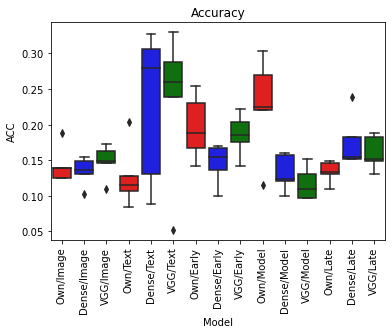 Accuracy
ACC
0.30
0.25
0.20
0.15
0.10
0.05
Own/Image
Dense/Image
VGG/Image
Own/Text
Dense/Text
VGG/Text
Own/Early
Dense/Early
VGG/Early
Own/Model
Dense/Model
VGG/Model
Own/Late
Dense/Late
VGG/Late
Model